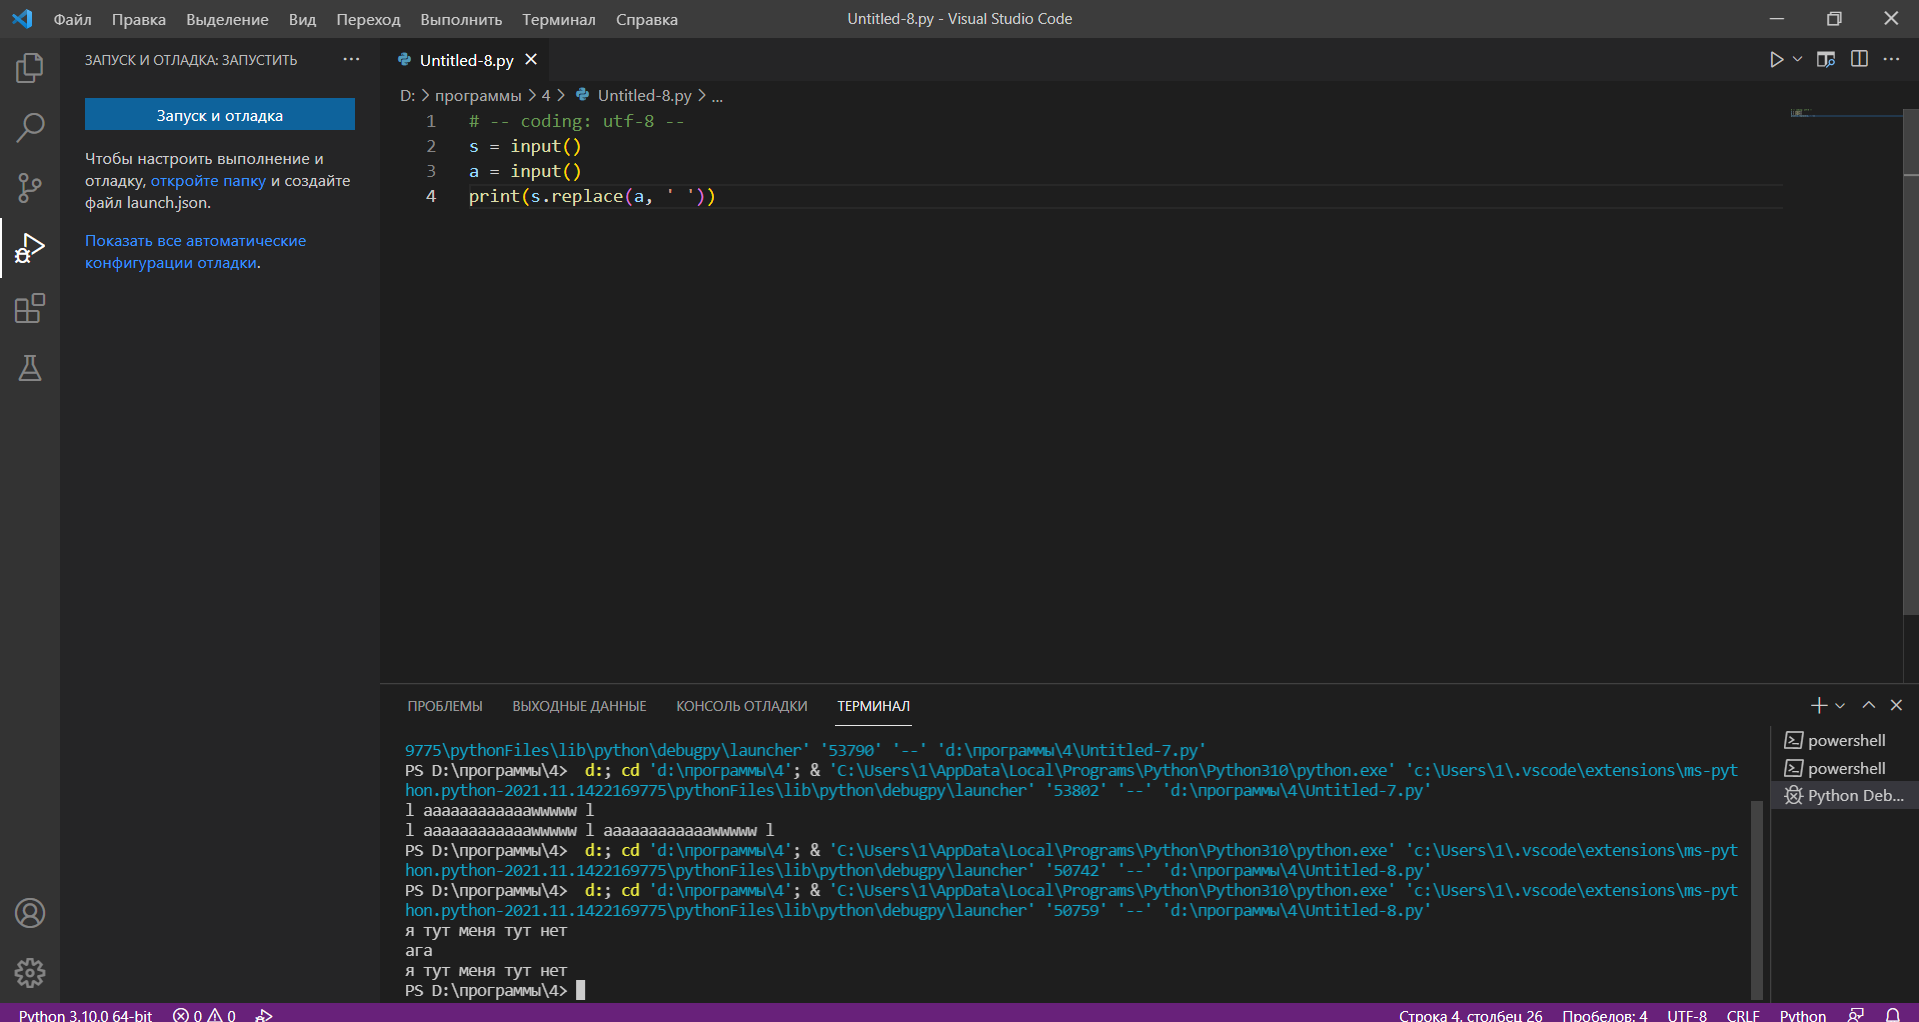 Файл Правка Выделение Вид Переход Выполнить Терминал Справка
Untitled-8.py - Visual Studio Code
ЗАПУСК И ОТЛАДКА: ЗАПУСТИТЬ ...
Запуск и отладка
Чтобы настроить выполнение и
отладку, откройте папку и создайте
файл launch.json.
Показать все автоматические
конфигурации отладки.
Untitled-8.py
D: > программы > 4 > Untitled-8.py > ...
1 # -- coding: utf-8 --
2 s = input()
3 a = input()
4 print(s.replace(a, ' '))
ПРОБЛЕМЫ ВЫХОДНЫЕ ДАННЫЕ КОНСОЛЬ ОТЛАДКИ ТЕРМИНАЛ
9775\pythonFiles\lib\python\debugpy\launcher' '53790' '--' 'd:\программы\4\Untitled-7.py'
PS D:\программы\4> d:; cd 'd:\программы\4'; & 'C:\Users\1\AppData\Local\Programs\Python\Python310\python.exe' 'c:\Users\1\.vscode\extensions\ms-pyt
hon.python-2021.11.1422169775\pythonFiles\lib\python\debugpy\launcher' '53802' '--' 'd:\программы\4\Untitled-7.py'
l aaaaaaaaaaaawwwww l
l aaaaaaaaaaaawwwww l aaaaaaaaaaaawwwww l
PS D:\программы\4> d:; cd 'd:\программы\4'; & 'C:\Users\1\AppData\Local\Programs\Python\Python310\python.exe' 'c:\Users\1\.vscode\extensions\ms-pyt
hon.python-2021.11.1422169775\pythonFiles\lib\python\debugpy\launcher' '50742' '--' 'd:\программы\4\Untitled-8.py'
PS D:\программы\4> d:; cd 'd:\программы\4'; & 'C:\Users\1\AppData\Local\Programs\Python\Python310\python.exe' 'c:\Users\1\.vscode\extensions\ms-pyt
hon.python-2021.11.1422169775\pythonFiles\lib\python\debugpy\launcher' '50759' '--' 'd:\программы\4\Untitled-8.py'
я тут меня тут нет
ага
я тут меня тут нет
PS D:\программы\4>
powershell
powershell
Python Deb...
Python 3.10.0 64-bit 0 0
Строка 4, столбец 26 Пробелов: 4 UTF-8 CRLF Python